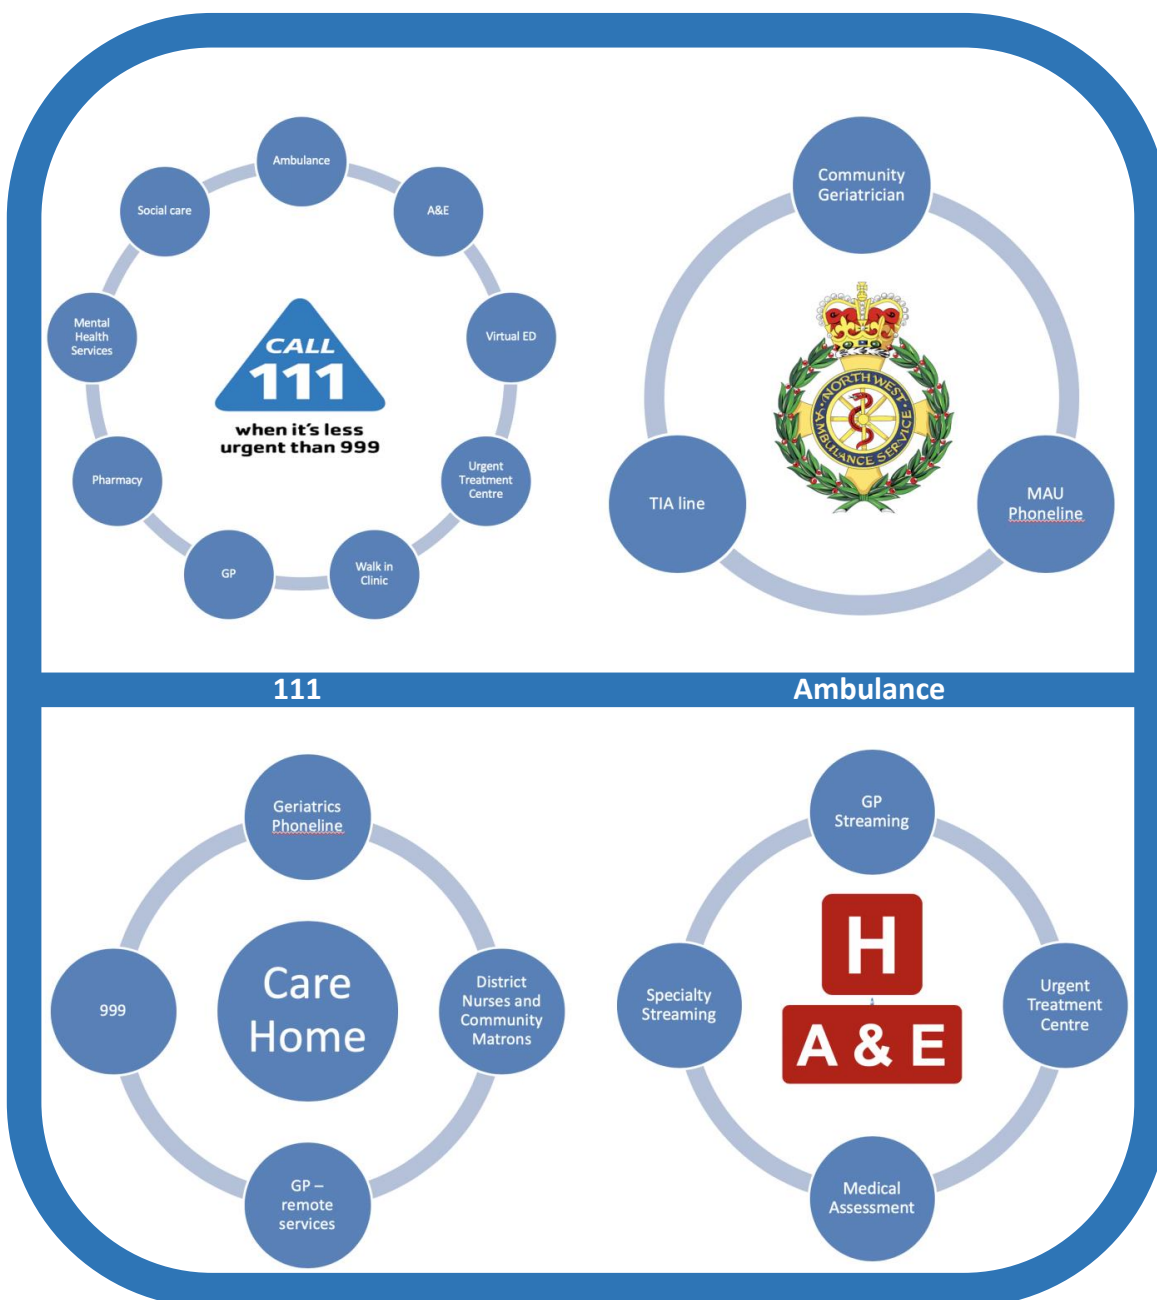 Ambulance
A&E
Virtual ED
Urgent
Treatment
Centre
Walk in
Clinic
GP
Pharmacy
Mental
Health
Services
Social care
CALL
111
when it's less
urgent than 999
Community
Geriatrician
MAU
Phoneline
TIA line
NORTH WEST
AMBULANCE SERVICE
111
Ambulance
Geriatrics
Phoneline
District
Nurses and
Community
Matrons
GP –
remote
services
999
Care
Home
GP
Streaming
Urgent
Treatment
Centre
Medical
Assessment
Specialty
Streaming
H
A & E